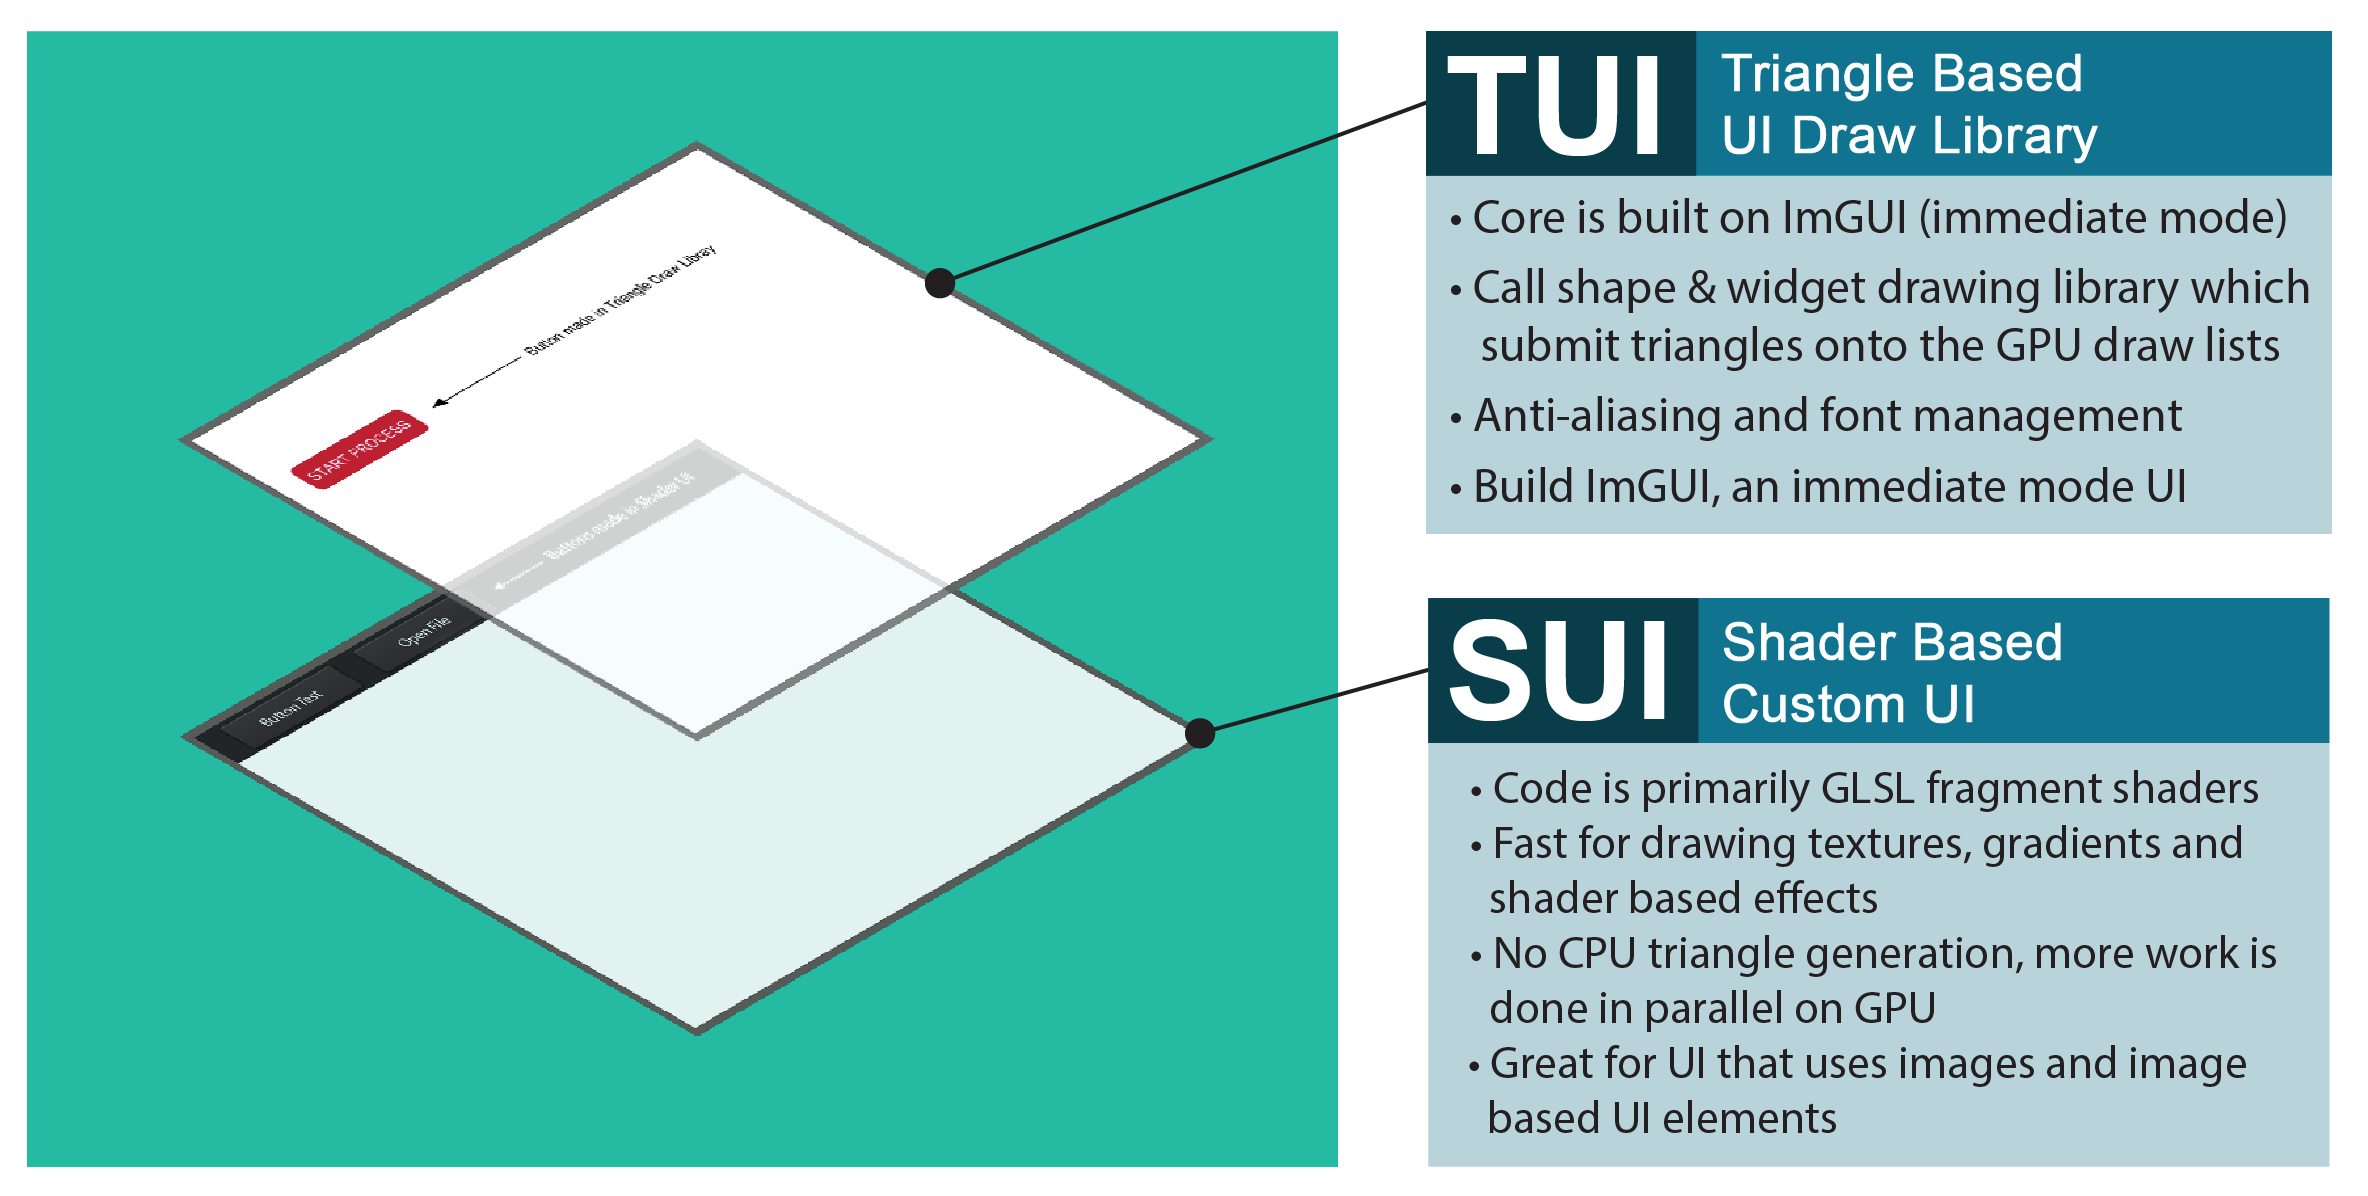 Button made in Triangle Draw Libray
START PROCESS
Buttons made in Shader UI
Open File
Button Test
TUI
Triangle Based
UI Draw Library
• Core is built on ImGUI (immediate mode)
• Call shape & widget drawing library which
submit triangles onto the GPU draw lists
• Anti-aliasing and font management
• Build ImGUI, an immediate mode UI
SUI
Shader Based
Custom UI
• Code is primarily GLSL fragment shaders
• Fast for drawing textures, gradients and
shader based effects
• No CPU triangle generation, more work is
done in parallel on GPU
• Great for UI that uses images and image
based UI elements